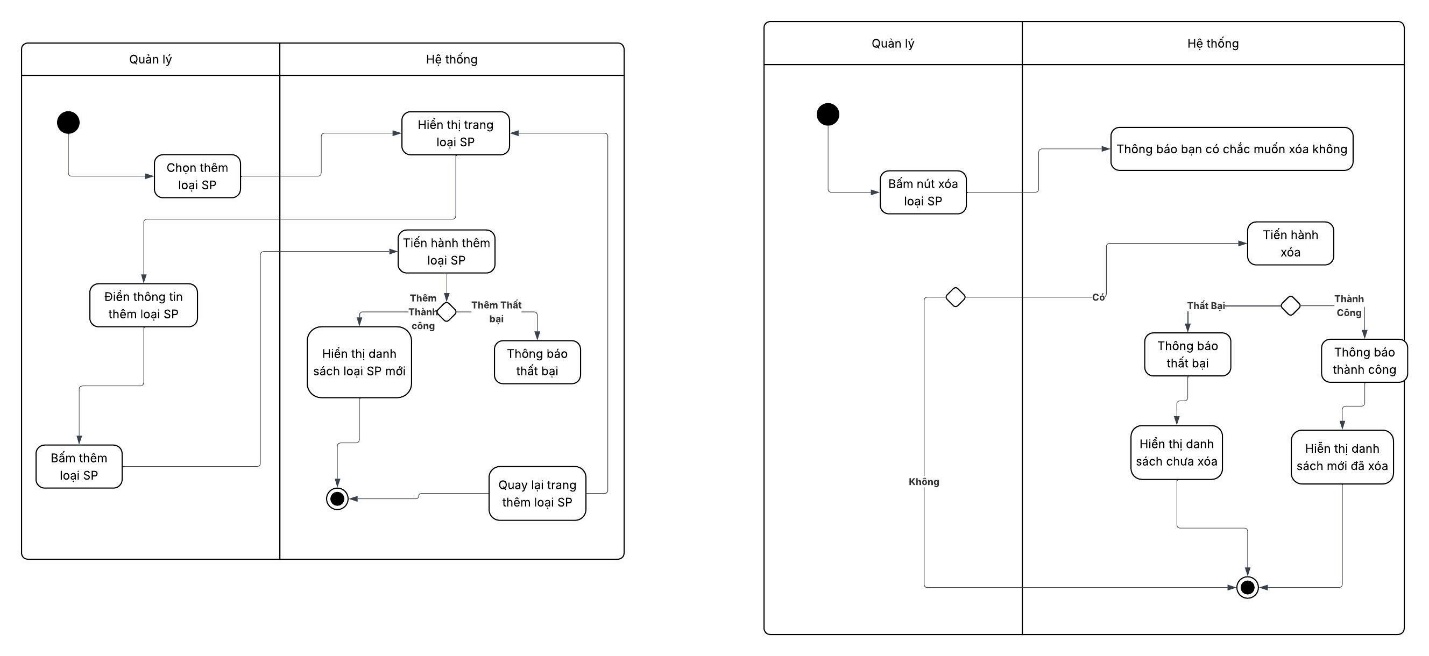 Quản lý
Hệ thống
Hiển thị trang
loại SP
Chọn thêm
loại SP
Tiến hành thêm
loại SP
Điền thông tin
thêm loại SP
Thêm
Thành
công
Thêm Thất
bại
Hiển thị danh
sách loại SP mới
Thông báo
thất bại
Bấm thêm
loại SP
Quay lại trang
thêm loại SP
Quản lý
Hệ thống
Thông báo bạn có chắc muốn xóa không
Bấm nút xóa
loại SP
Tiến hành
xóa
Có
Thất Bại
Thành
Công
Thông báo
thất bại
Thông báo
thành công
Hiển thị danh
sách chưa xóa
Hiễn thị danh
sách mới đã xóa
Không